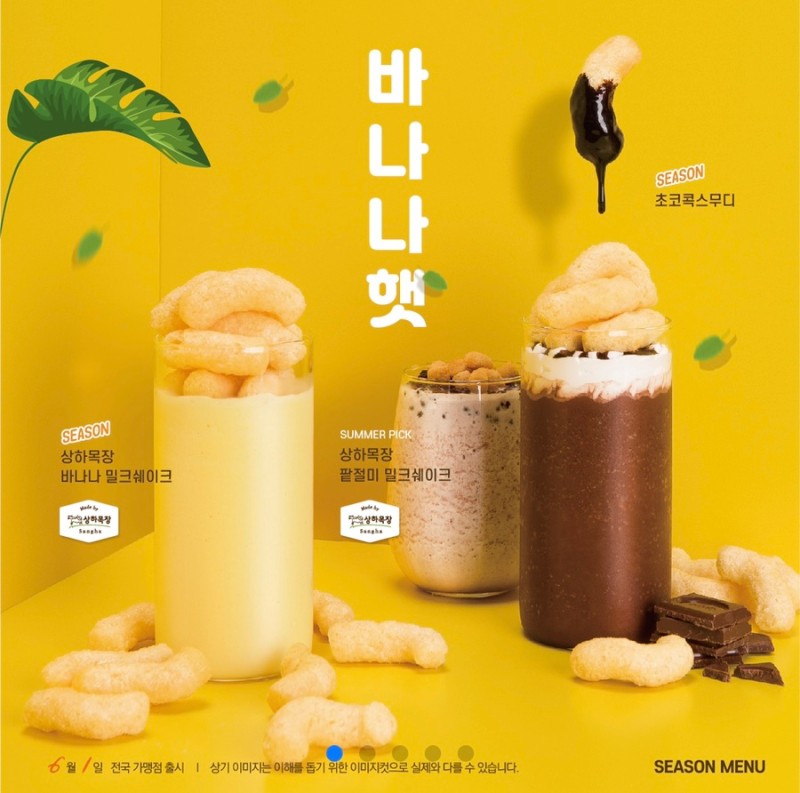 바
나
나
햇
SEASON
초코콕스무디
SEASON
상하목장
바나나 밀크쉐이크
Made by
상하목장
Sangha
SUMMER PICK
상하목장
팥절미 밀크쉐이크
Made by
상하목장
Sangha
6월 1일 전국 가맹점 출시 | 상기 이미지는 이해를 돕기 위한 이미지컷으로 실제와 다를 수 있습니다.
SEASON MENU